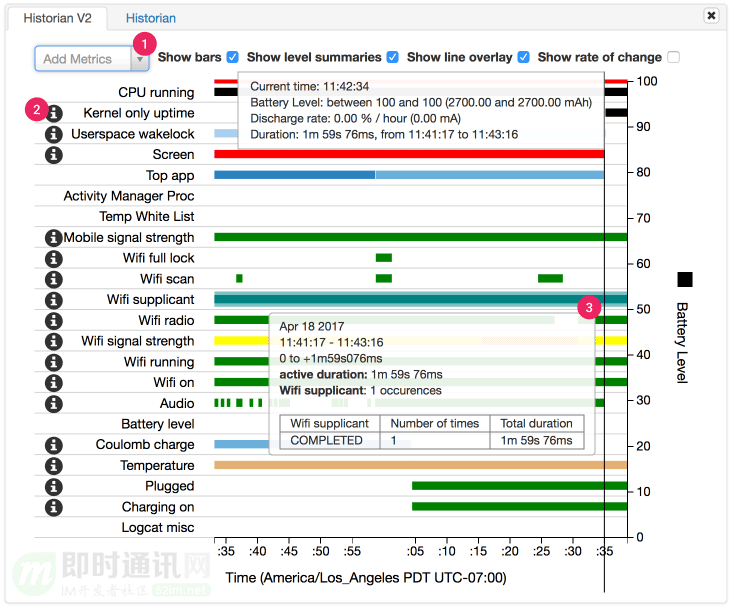 Historian V2 Historian
1
Add Metrics Show bars Show level summaries Show line overlay Show rate of change
Current time: 11:42:34
Battery Level: between 100 and 100 (2700.00 and 2700.00 mAh)
Discharge rate: 0.00 % / hour (0.00 mA)
Duration: 1m 59s 76ms, from 11:41:17 to 11:43:16
2
CPU running
Kernel only uptime
Userspace wakelock
Screen
Top app
Activity Manager Proc
Temp White List
Mobile signal strength
Wifi full lock
Wifi scan
Wifi supplicant
Wifi radio
Wifi signal strength
Wifi running
Wifi on
Audio
Battery level
Coulomb charge
Temperature
Plugged
Charging on
Logcat misc
3
Apr 18 2017
11:41:17 - 11:43:16
0 to +1m59s076ms
active duration: 1m 59s 76ms
Wifi supplicant: 1 occurences
Wifi supplicant Number of times Total duration
COMPLETED 1 1m 59s 76ms
100
90
80
70
60
50
40
30
20
10
0
Battery Level
:35 :40 :45 :50 :55 :05 :10 :15 :20 :25 :30 :35
Time (America/Los_Angeles PDT UTC-07:00)
即时通讯网
IM开发者社区 52im.net